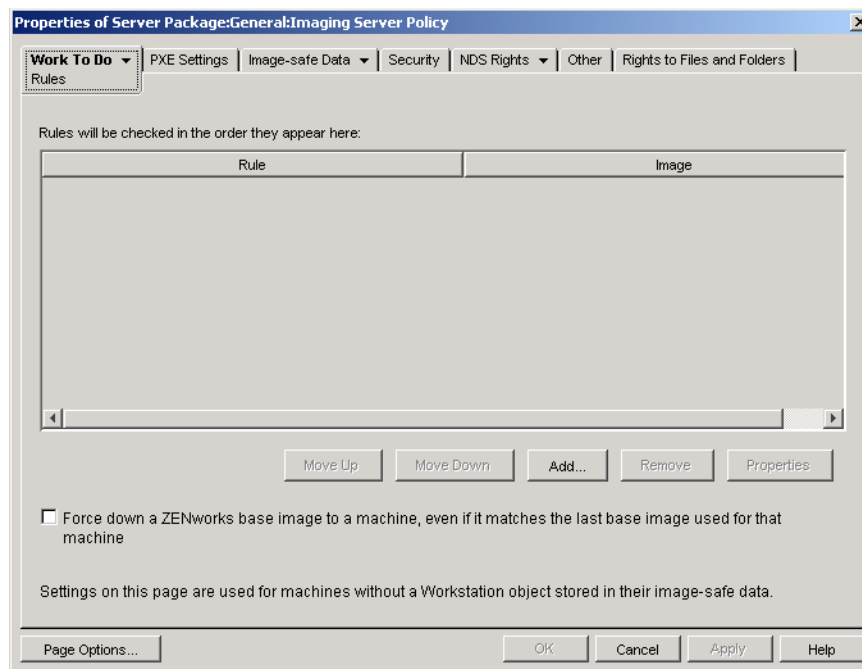 Properties of Server Package:General:Imaging Server Policy
Work To Do PXE Settings Image-safe Data Security NDS Rights Other Rights to Files and Folders
Rules
Rules will be checked in the order they appear here:
Rule Image
Move Up Move Down Add... Remove Properties
Force down a ZENworks base image to a machine, even if it matches the last base image used for that
machine
Settings on this page are used for machines without a Workstation object stored in their image-safe data.
Page Options... OK Cancel Apply Help